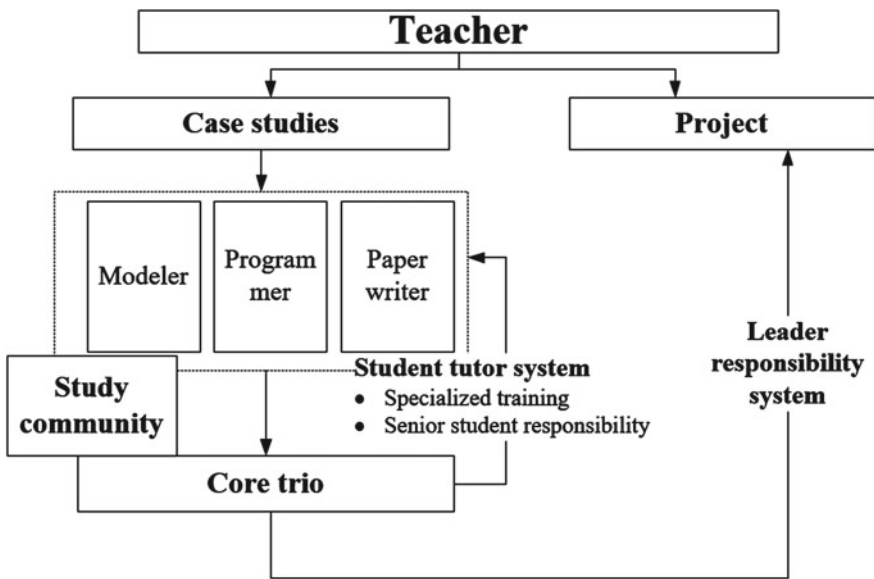 Teacher
Case studies
Project
Modeler
Program
mer
Paper
writer
Study
community
Student tutor system
● Specialized training
● Senior student responsibility
Leader
responsibility
system
Core trio